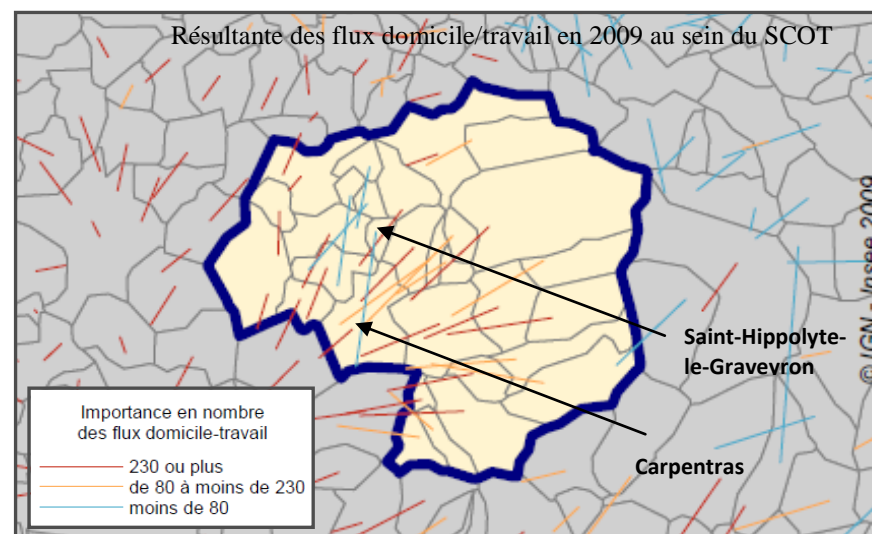 Résultante des flux domicile/travail en 2009 au sein du SCOT
© IGN - Insee 2009
Saint-Hippolyte-
le-Graveyron
Carpentras
Importance en nombre
des flux domicile-travail
230 ou plus
de 80 à moins de 230
moins de 80